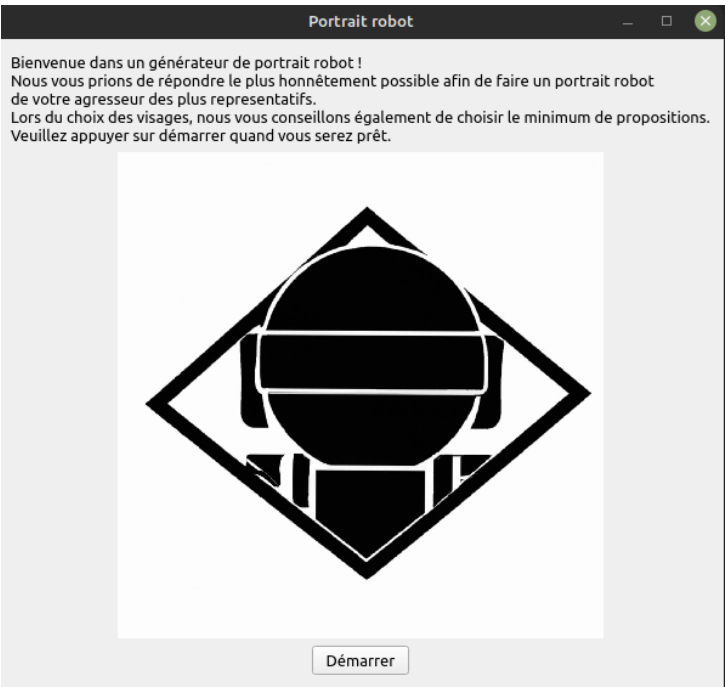 Portrait robot
Bienvenue dans un générateur de portrait robot !
Nous vous prions de répondre le plus honnêtement possible afin de faire un portrait robot
de votre agresseur des plus representatifs.
Lors du choix des visages, nous vous conseillons également de choisir le minimum de propositions.
Veuillez appuyer sur démarrer quand vous serez prêt.
Démarrer